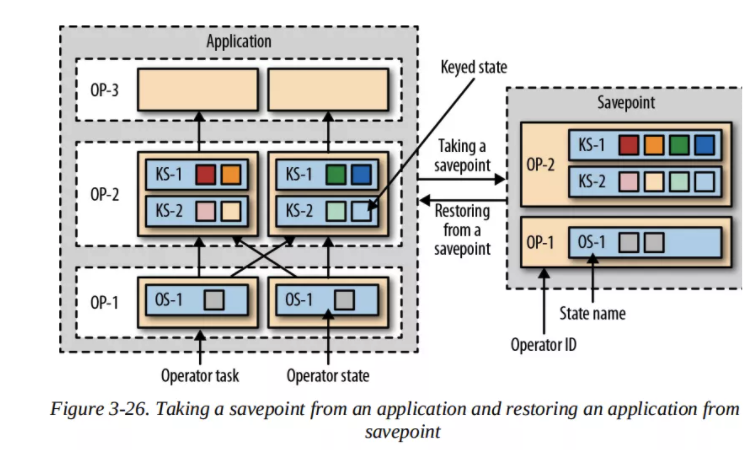 Application
Keyed state
OP-3
Savepoint
KS-1
OP-2
Taking a
savepoint
KS-1
KS-1
OP-2
KS-2
KS-2
KS-2
Restoring
from a
savepoint
OP-1
OS-1
OP-1
OS-1
OS-1
State name
Operator ID
Operator task
Operator state
Figure 3-26. Taking a savepoint from an application and restoring an application from
savepoint